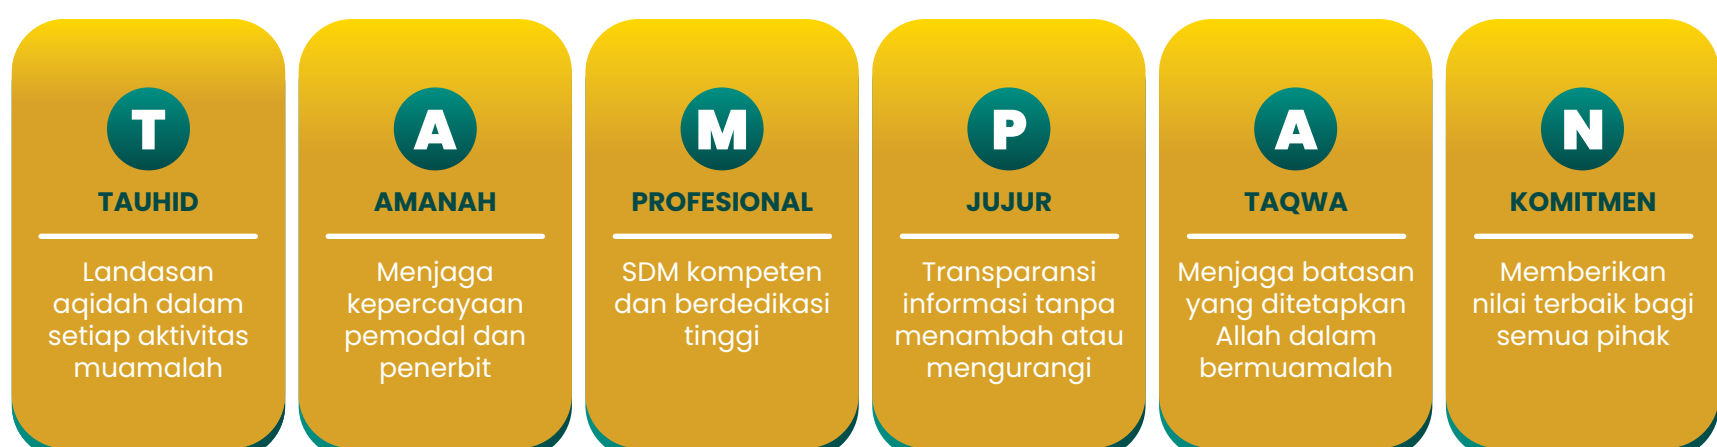 T
TAUHID
Landasan
aqidah dalam
setiap aktivitas
muamalah
A
AMANAH
Menjaga
kepercayaan
pemodal dan
penerbit
M
PROFESIONAL
SDM kompeten
dan berdedikasi
tinggi
P
JUJUR
Transparansi
informasi tanpa
menambah atau
mengurangi
A
TAQWA
Menjaga batasan
yang ditetapkan
Allah dalam
bermuamalah
N
KOMITMEN
Memberikan
nilai terbaik bagi
semua pihak